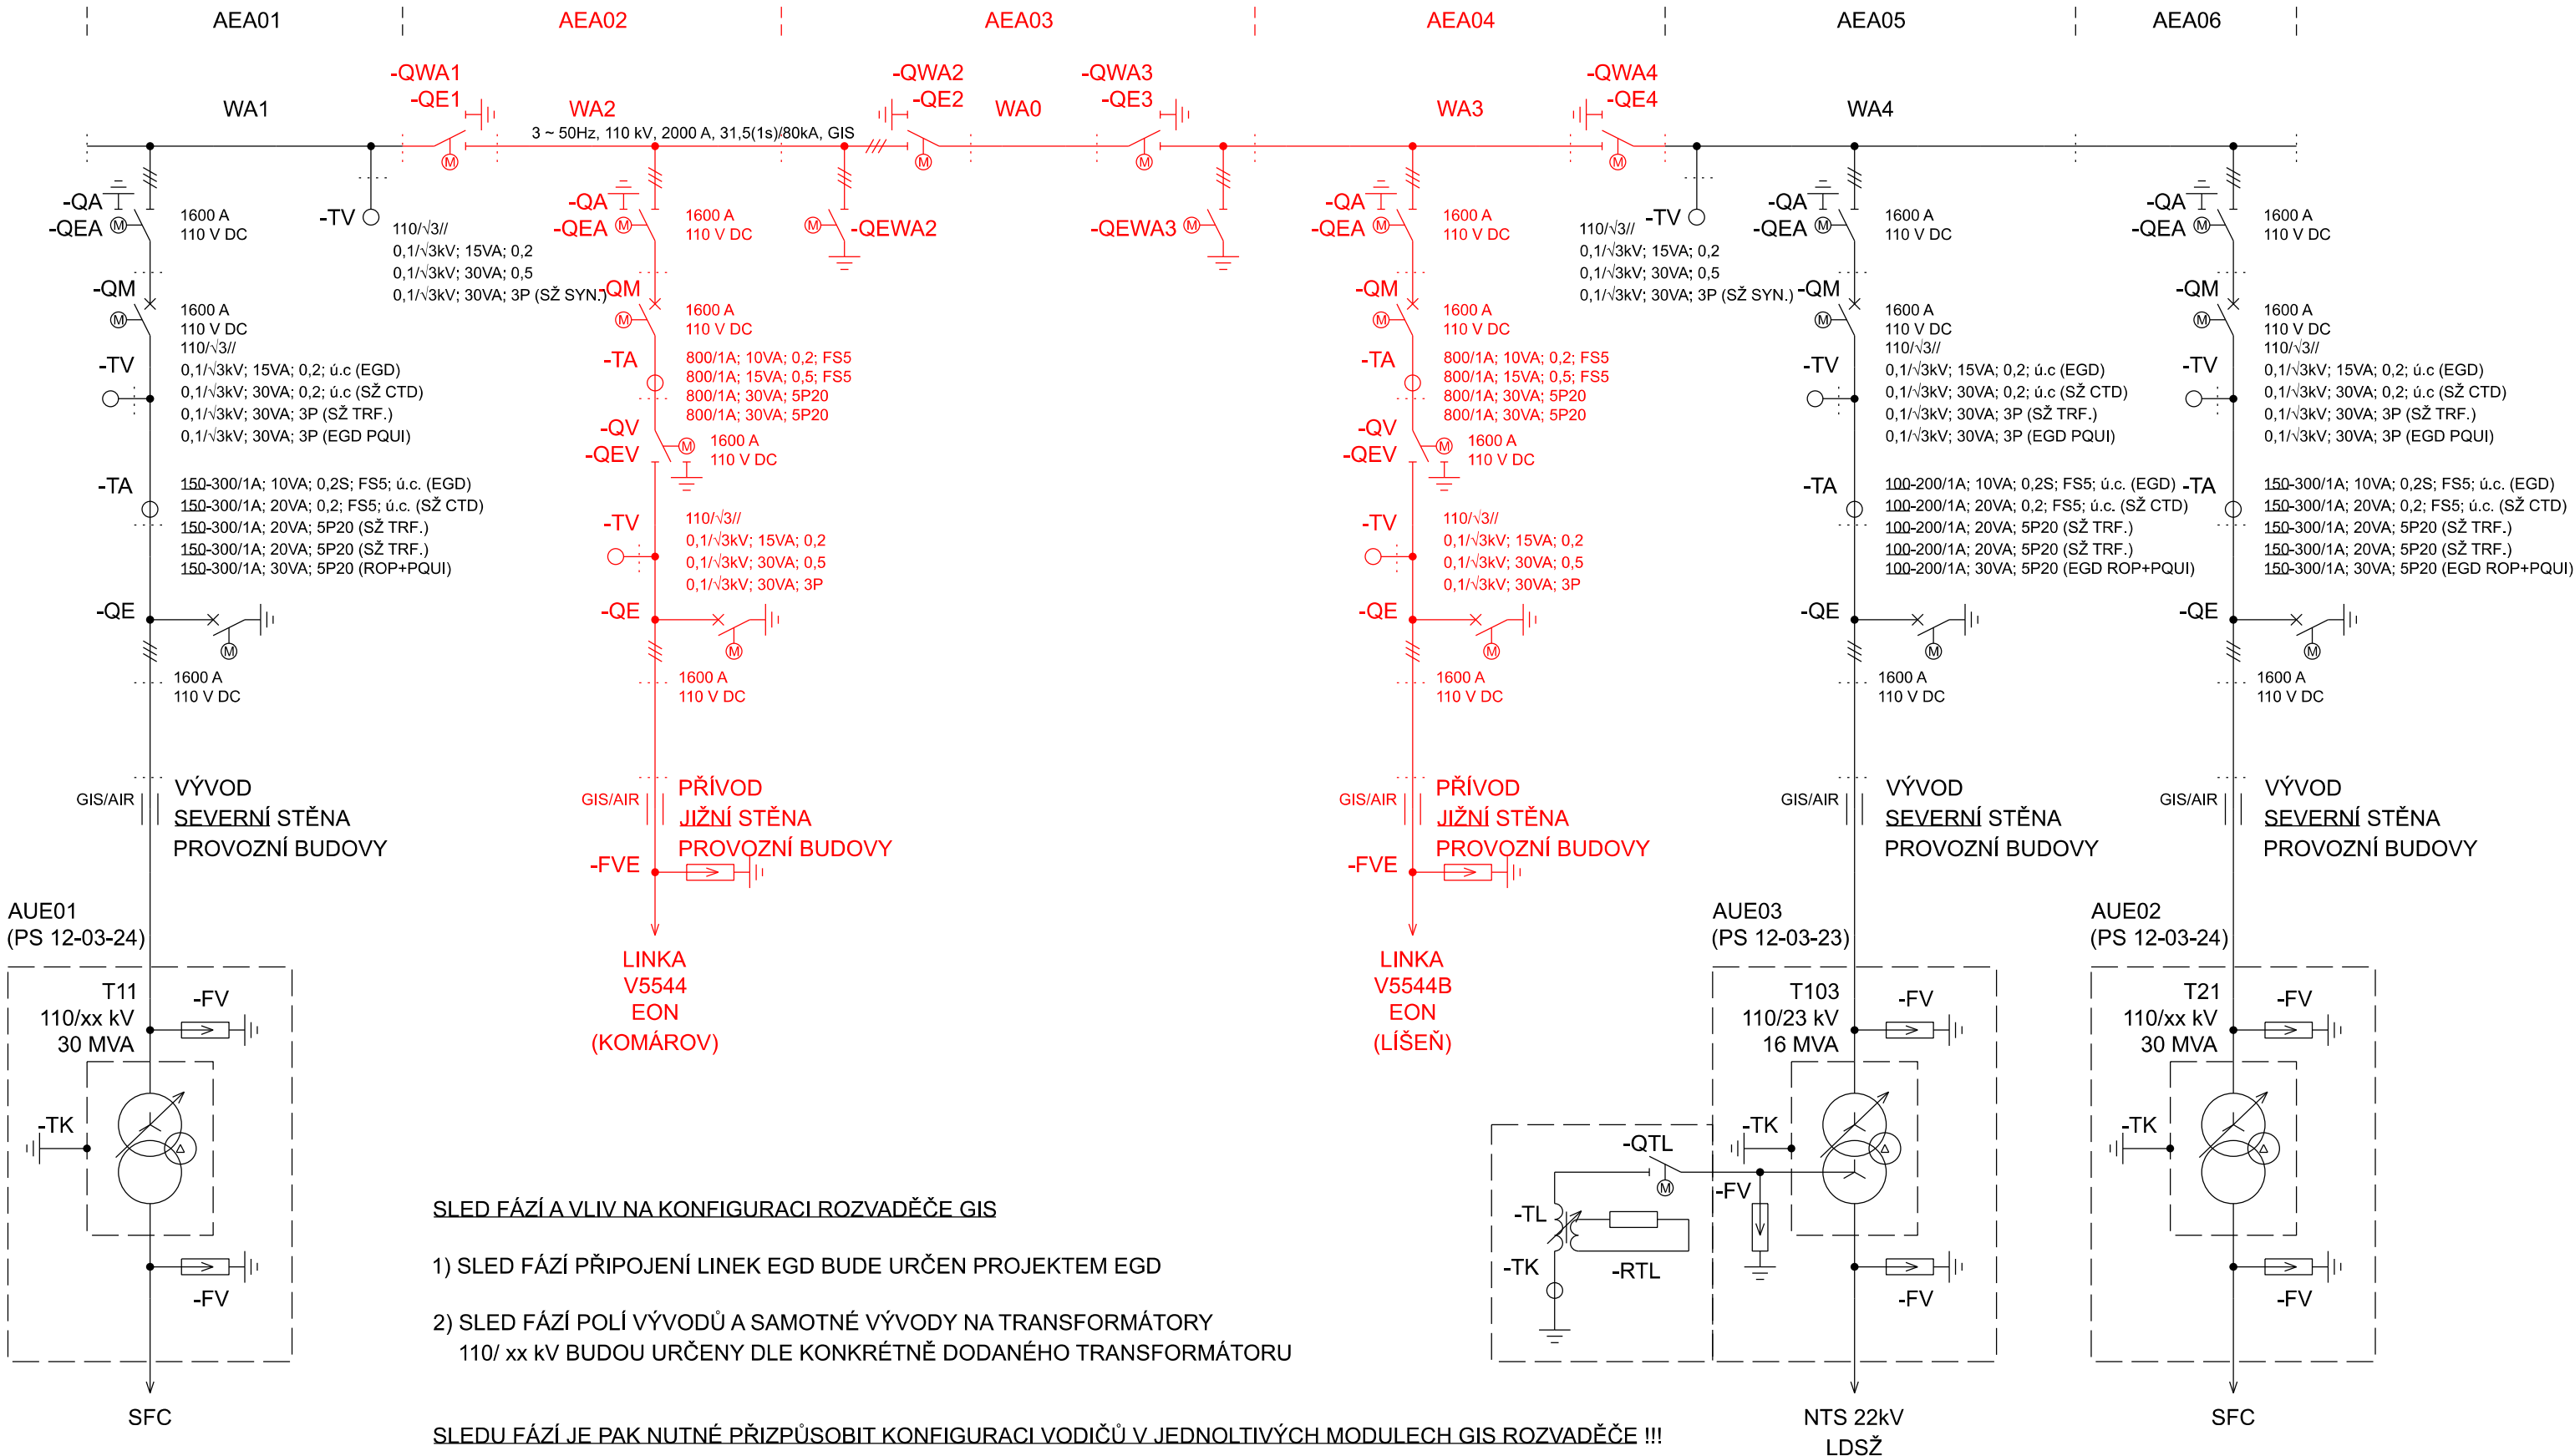 AEA01
AEA02
AEA03
AEA04
AEA05
AEA06
-QWA1
-QE1
-QWA2
-QE2
-QWA3
-QE3
-QWA4
-QE4
WA1
WA2
WA0
WA3
WA4
3 ~ 50Hz, 110 kV, 2000 A, 31,5(1s)/80kA, GIS
M
M
M
M
-QA
-QEA
M
1600 A
110 V DC
-QM
M
1600 A
110 V DC
110/√3//
-TV
0,1/√3kV; 15VA; 0,2; ú.c (EGD)
0,1/√3kV; 30VA; 0,2; ú.c (SŽ CTD)
0,1/√3kV; 30VA; 3P (SŽ TRF.)
0,1/√3kV; 30VA; 3P (EGD PQUI)
-TA
150-300/1A; 10VA; 0,2S; FS5; ú.c. (EGD)
150-300/1A; 20VA; 0,2; FS5; ú.c. (SŽ CTD)
150-300/1A; 20VA; 5P20 (SŽ TRF.)
150-300/1A; 20VA; 5P20 (SŽ TRF.)
150-300/1A; 30VA; 5P20 (ROP+PQUI)
-QE
M
1600 A
110 V DC
GIS/AIR
VÝVOD
SEVERNÍ STĚNA
PROVOZNÍ BUDOVY
AUE01
(PS 12-03-24)
T11
110/xx kV
30 MVA
-FV
-TK
-FV
SFC
-TV
110/√3//
0,1/√3kV; 15VA; 0,2
0,1/√3kV; 30VA; 0,5
0,1/√3kV; 30VA; 3P (SŽ SYN.)
-QA
-QEA
M
1600 A
110 V DC
-QM
M
1600 A
110 V DC
-TA
800/1A; 10VA; 0,2; FS5
800/1A; 15VA; 0,5; FS5
800/1A; 30VA; 5P20
800/1A; 30VA; 5P20
-QV
-QEV
M
1600 A
110 V DC
-TV
110/√3//
0,1/√3kV; 15VA; 0,2
0,1/√3kV; 30VA; 0,5
0,1/√3kV; 30VA; 3P
-QE
M
1600 A
110 V DC
GIS/AIR
PŘÍVOD
JIŽNÍ STĚNA
PROVOZNÍ BUDOVY
-FVE
LINKA
V5544
EON
(KOMÁROV)
M
-QEWA2
-QEWA3
M
-QA
-QEA
M
1600 A
110 V DC
-QM
M
1600 A
110 V DC
-TA
800/1A; 10VA; 0,2; FS5
800/1A; 15VA; 0,5; FS5
800/1A; 30VA; 5P20
800/1A; 30VA; 5P20
-QV
-QEV
M
1600 A
110 V DC
-TV
110/√3//
0,1/√3kV; 15VA; 0,2
0,1/√3kV; 30VA; 0,5
0,1/√3kV; 30VA; 3P
-QE
M
1600 A
110 V DC
GIS/AIR
PŘÍVOD
JIŽNÍ STĚNA
PROVOZNÍ BUDOVY
-FVE
LINKA
V5544B
EON
(LÍŠEŇ)
-TV
110/√3//
0,1/√3kV; 15VA; 0,2
0,1/√3kV; 30VA; 0,5
0,1/√3kV; 30VA; 3P (SŽ SYN.)
-QA
-QEA
M
1600 A
110 V DC
-QM
M
1600 A
110 V DC
110/√3//
-TV
0,1/√3kV; 15VA; 0,2; ú.c (EGD)
0,1/√3kV; 30VA; 0,2; ú.c (SŽ CTD)
0,1/√3kV; 30VA; 3P (SŽ TRF.)
0,1/√3kV; 30VA; 3P (EGD PQUI)
-TA
100-200/1A; 10VA; 0,2S; FS5; ú.c. (EGD)
100-200/1A; 20VA; 0,2; FS5; ú.c. (SŽ CTD)
100-200/1A; 20VA; 5P20 (SŽ TRF.)
100-200/1A; 20VA; 5P20 (SŽ TRF.)
100-200/1A; 30VA; 5P20 (EGD ROP+PQUI)
-QE
M
1600 A
110 V DC
GIS/AIR
VÝVOD
SEVERNÍ STĚNA
PROVOZNÍ BUDOVY
AUE03
(PS 12-03-23)
T103
110/23 kV
16 MVA
-FV
-TK
-QTL
M
-FV
-TL
-TK
-RTL
-FV
NTS 22kV
LDSŽ
-QA
-QEA
M
1600 A
110 V DC
-QM
M
1600 A
110 V DC
110/√3//
-TV
0,1/√3kV; 15VA; 0,2; ú.c (EGD)
0,1/√3kV; 30VA; 0,2; ú.c (SŽ CTD)
0,1/√3kV; 30VA; 3P (SŽ TRF.)
0,1/√3kV; 30VA; 3P (EGD PQUI)
-TA
150-300/1A; 10VA; 0,2S; FS5; ú.c. (EGD)
150-300/1A; 20VA; 0,2; FS5; ú.c. (SŽ CTD)
150-300/1A; 20VA; 5P20 (SŽ TRF.)
150-300/1A; 20VA; 5P20 (SŽ TRF.)
150-300/1A; 30VA; 5P20 (EGD ROP+PQUI)
-QE
M
1600 A
110 V DC
GIS/AIR
VÝVOD
SEVERNÍ STĚNA
PROVOZNÍ BUDOVY
AUE02
(PS 12-03-24)
T21
110/xx kV
30 MVA
-FV
-TK
-FV
SFC
SLED FÁZÍ A VLIV NA KONFIGURACI ROZVADĚČE GIS
1) SLED FÁZÍ PŘIPOJENÍ LINEK EGD BUDE URČEN PROJEKTEM EGD
2) SLED FÁZÍ POLÍ VÝVODŮ A SAMOTNÉ VÝVODY NA TRANSFORMÁTORY
110/ xx kV BUDOU URČENY DLE KONKRÉTNĚ DODANÉHO TRANSFORMÁTORU
SLEDU FÁZÍ JE PAK NUTNÉ PŘIZPŮSOBIT KONFIGURACI VODIČŮ V JEDNOLTIVÝCH MODULECH GIS ROZVADĚČE !!!